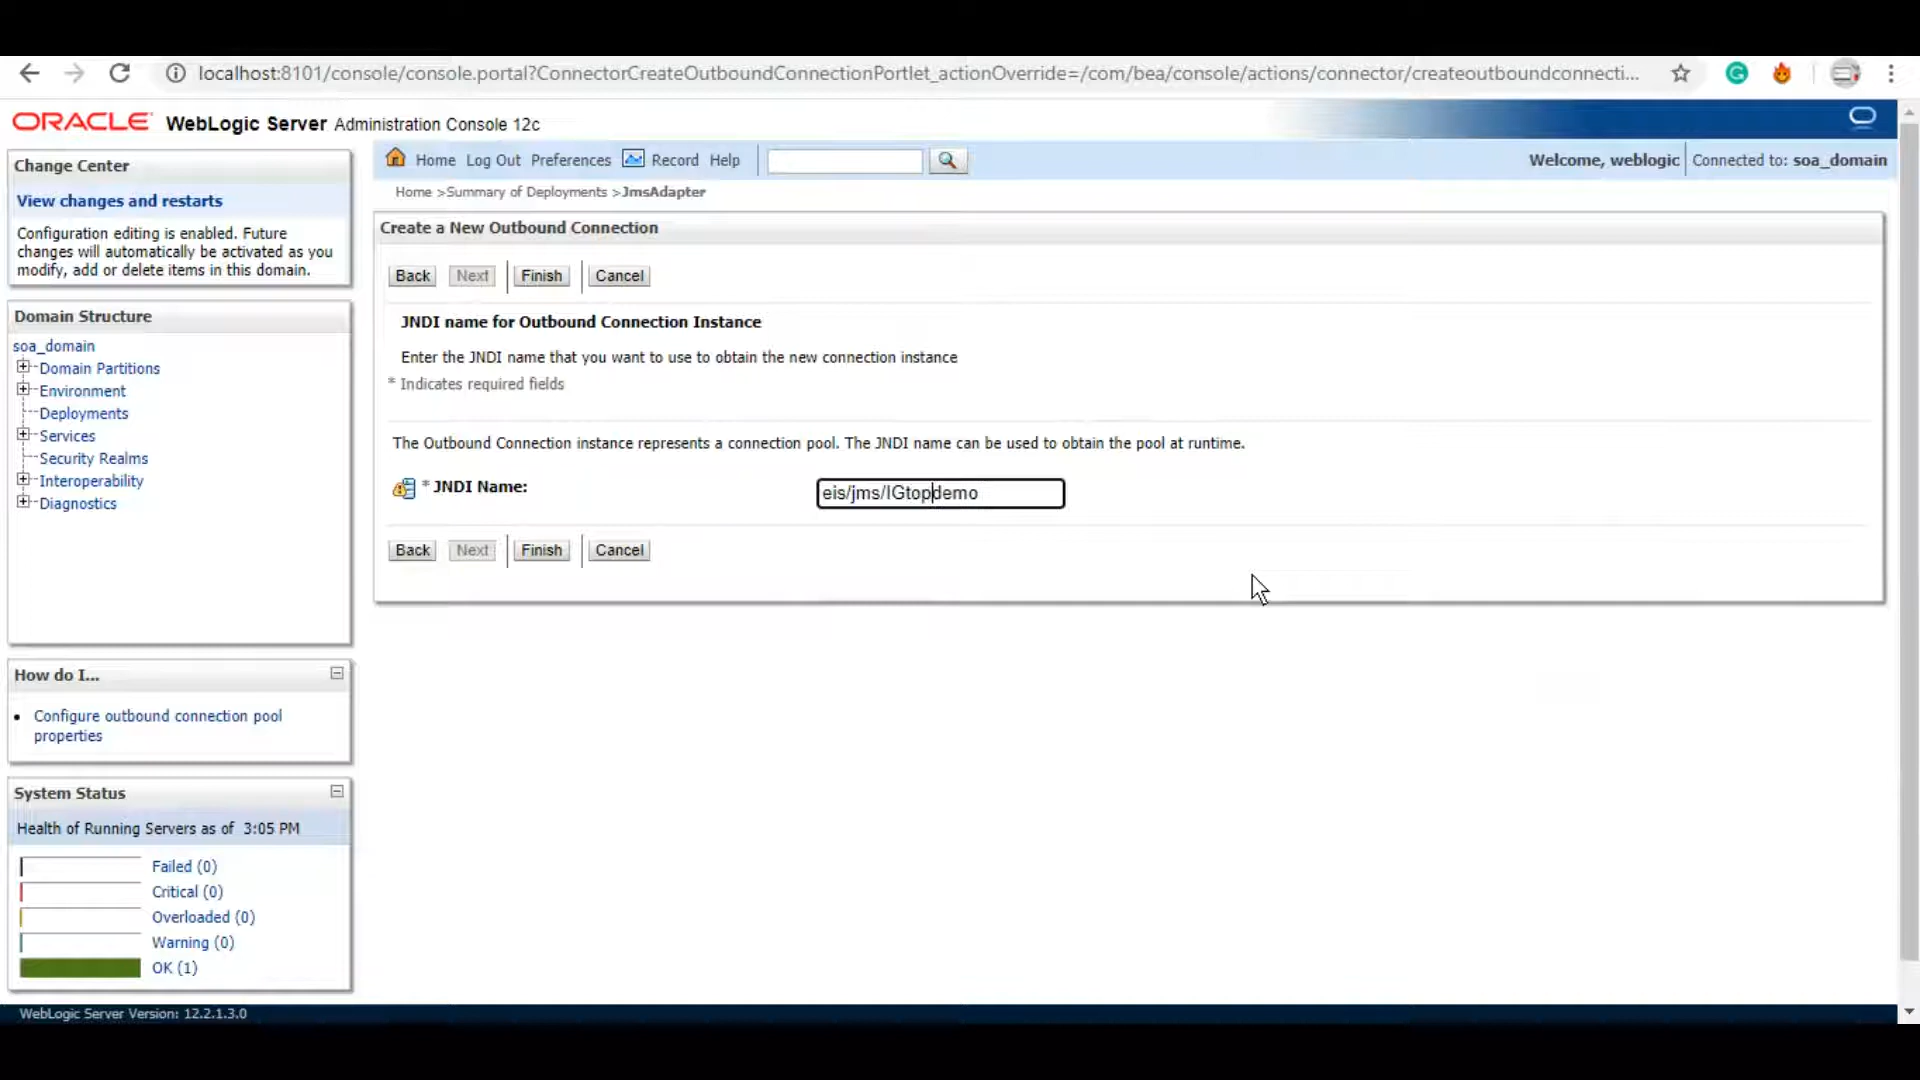 localhost:8101/console/console.portal?ConnectorCreateOutboundConnectionPortlet_actionOverride=/com/bea/console/actions/connector/createoutboundconnecti...
ORACLE WebLogic Server Administration Console 12c
Change Center
View changes and restarts
Configuration editing is enabled. Future
changes will automatically be activated as you
modify, add or delete items in this domain.
Domain Structure
soa_domain
Domain Partitions
Environment
Deployments
Services
Security Realms
Interoperability
Diagnostics
How do I...
Configure outbound connection pool
properties
System Status
Health of Running Servers as of 3:05 PM
Failed (0)
Critical (0)
Overloaded (0)
Warning (0)
OK (1)
Home Log Out Preferences Record Help
Welcome, weblogic Connected to: soa_domain
Home >Summary of Deployments >JmsAdapter
Create a New Outbound Connection
Back Next Finish Cancel
JNDI name for Outbound Connection Instance
Enter the JNDI name that you want to use to obtain the new connection instance
* Indicates required fields
The Outbound Connection instance represents a connection pool. The JNDI name can be used to obtain the pool at runtime.
* JNDI Name: eis/jms/IGtopdemo
Back Next Finish Cancel
WebLogic Server Version: 12.2.1.3.0